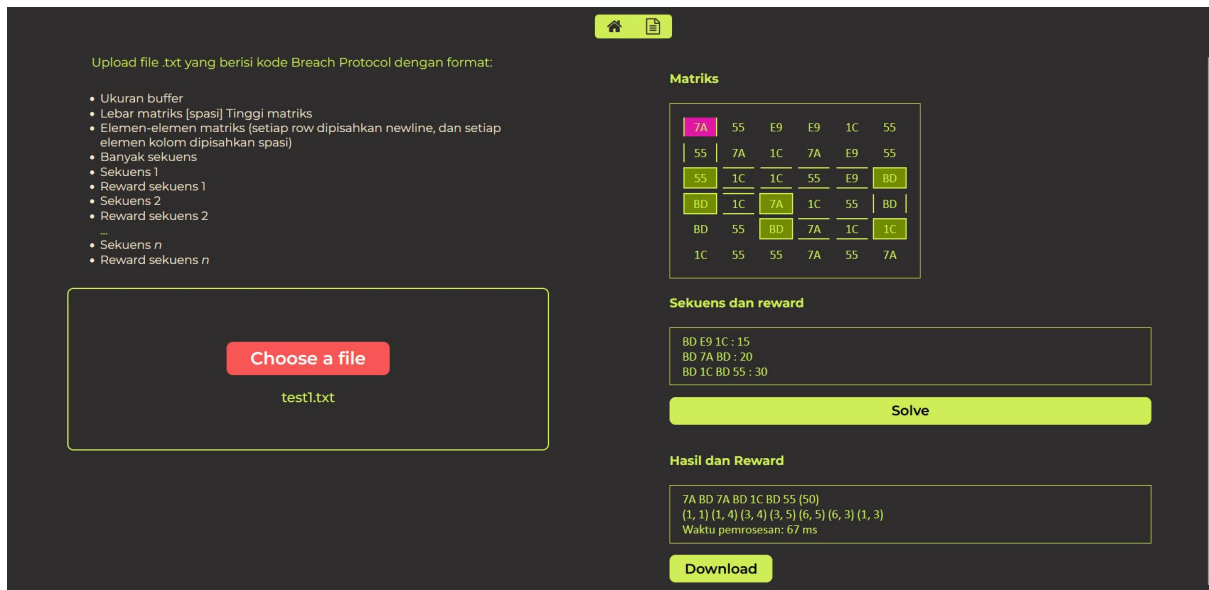 Upload file .txt yang berisi kode Breach Protocol dengan format:
• Ukuran buffer
• Lebar matriks [spasi] Tinggi matriks
• Elemen-elemen matriks (setiap row dipisahkan newline, dan setiap
elemen kolom dipisahkan spasi)
• Banyak sekuens
• Sekuens 1
• Reward sekuens 1
• Sekuens 2
• Reward sekuens 2
...
• Sekuens n
• Reward sekuens n
Choose a file
test1.txt
Matriks
7A 55 E9 E9 1C 55
55 7A 1C 7A E9 55
55 1C 1C 55 E9 BD
BD 1C 7A 1C 55 BD
BD 55 BD 7A 1C 1C
1C 55 55 7A 55 7A
Sekuens dan reward
BD E9 1C : 15
BD 7A BD : 20
BD 1C BD 55 : 30
Solve
Hasil dan Reward
7A BD 7A BD 1C BD 55 (50)
(1, 1) (1, 4) (3, 4) (3, 5) (6, 5) (6, 3) (1, 3)
Waktu pemrosesan: 67 ms
Download